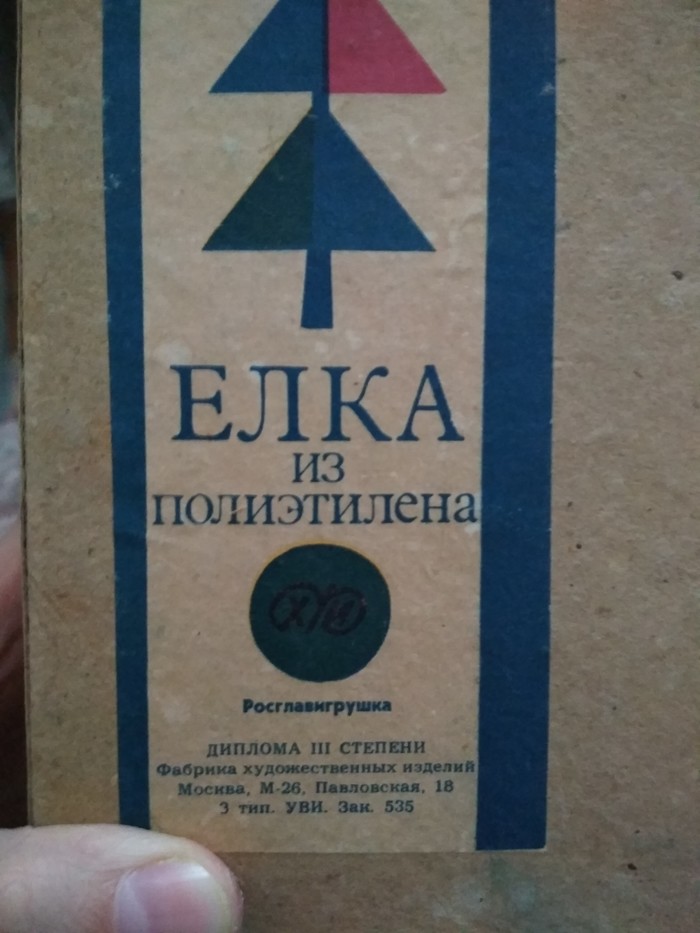 ЕЛКА
ИЗ
ПОЛИЭТИЛЕНА
Росглавигрушка
ДИПЛОМА III СТЕПЕНИ
Фабрика художественных изделий
Москва, М-26, Павловская, 18
3 тип. УВИ. Зак. 535